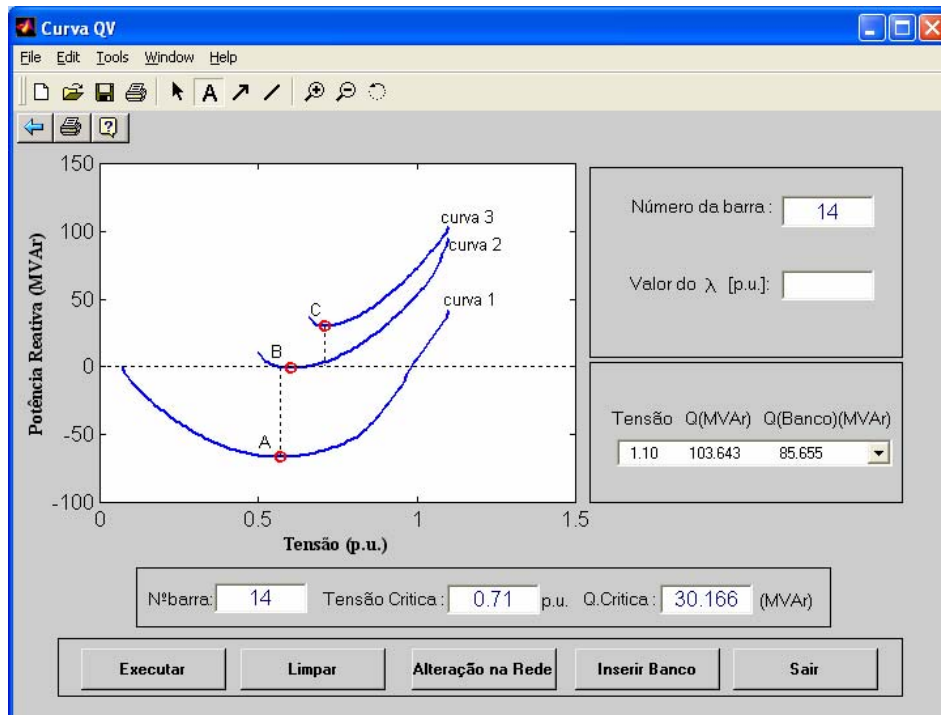 Curva QV
File Edit Tools Window Help
A
150
100
50
0
-50
-100
0
0.5
1
1.5
Potência Reativa (MVAr)
Tensão (p.u.)
curva 3
curva 2
curva 1
C
B
A
Número da barra :
14
Valor do λ [p.u.]:
Tensão Q(MVAr) Q(Banco)(MVAr)
1.10 103.643 85.655
Nºbarra: 14 Tensão Critica : 0.71 p.u. Q.Critica : 30.166 (MVAr)
Executar Limpar Alteração na Rede Inserir Banco Sair